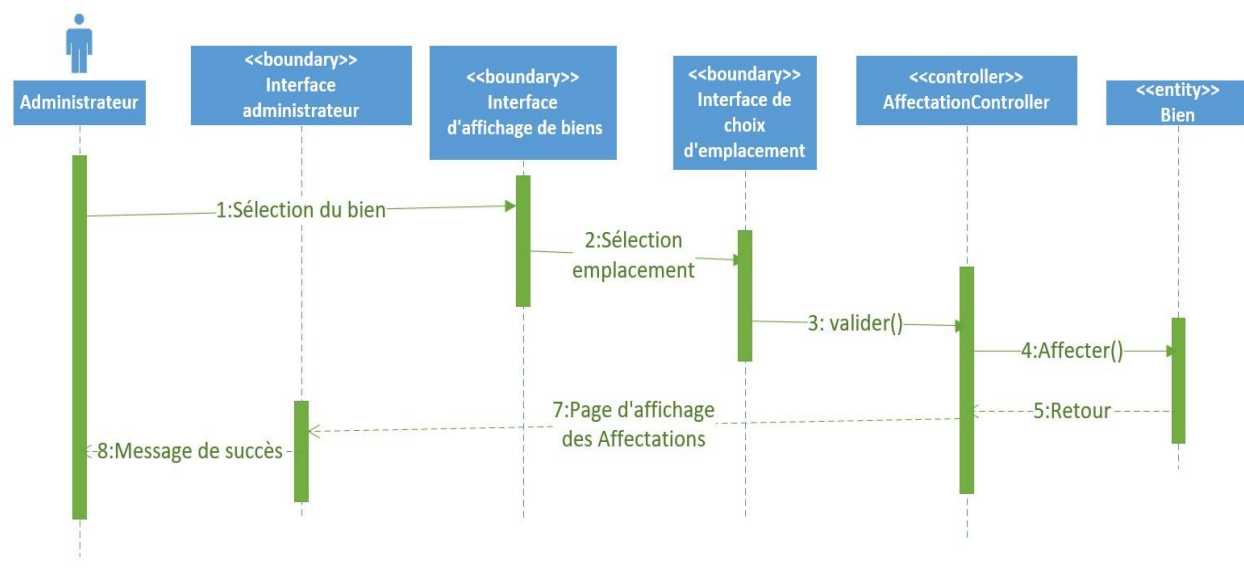 Administrateur
<<boundary>>
Interface
administrateur
<<boundary>>
Interface
d'affichage de biens
<<boundary>>
Interface de
choix
d'emplacement
<<controller>>
AffectationController
<<entity>>
Bien
1:Sélection du bien
2:Sélection
emplacement
3: valider()
4:Affecter()
5:Retour
7:Page d'affichage
des Affectations
8:Message de succès